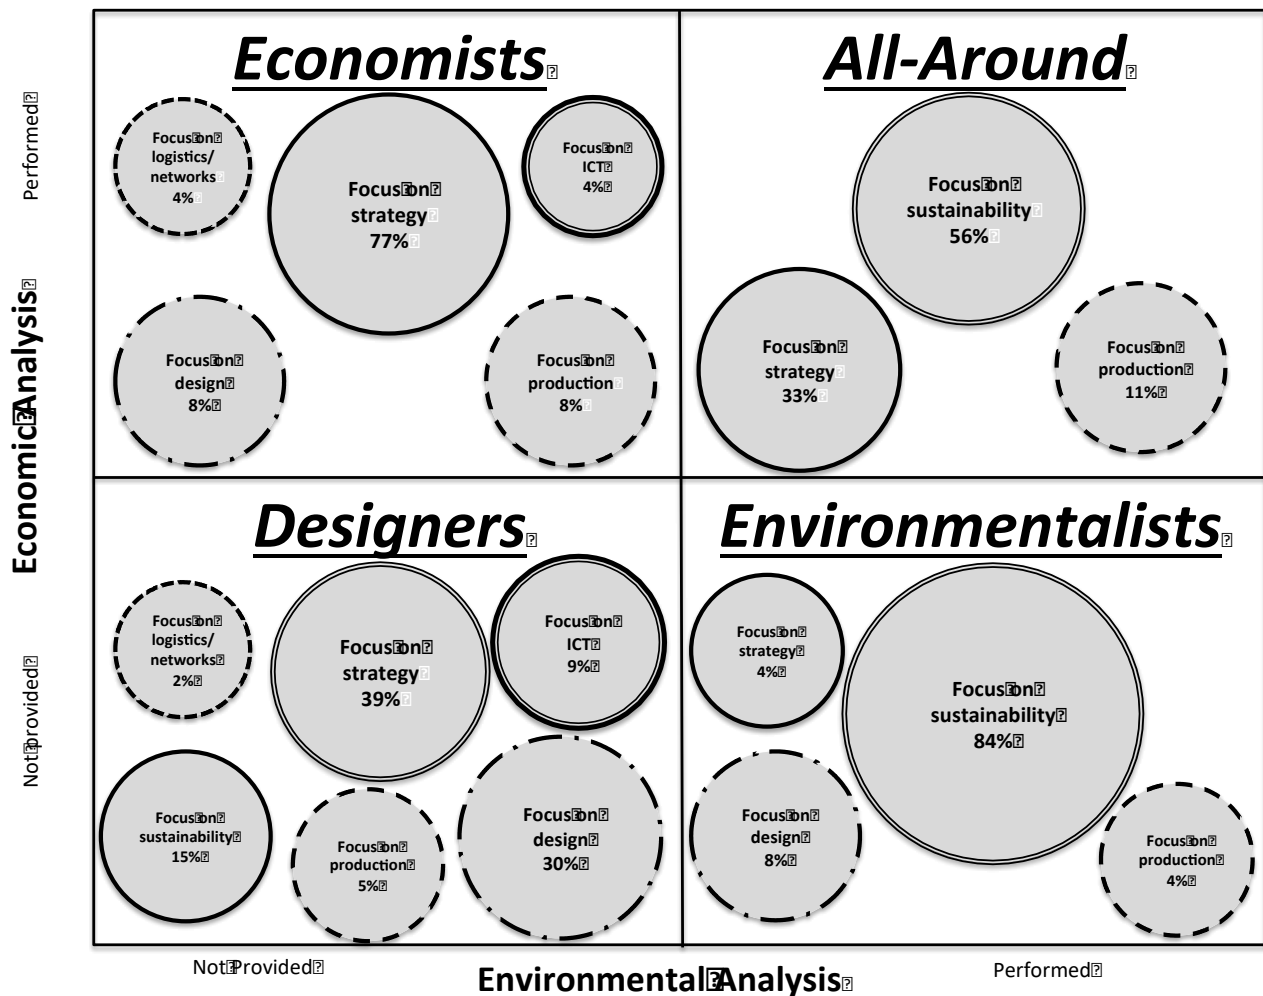 Economists
All-Around
Performed
Focus on
logistics/
networks
4%
Focus on
strategy
77%
Focus on
ICT
4%
Focus on
design
8%
Focus on
production
8%
Focus on
sustainability
56%
Focus on
strategy
33%
Focus on
production
11%
Economic Analysis
Designers
Environmentalists
Not provided
Focus on
logistics/
networks
2%
Focus on
strategy
39%
Focus on
ICT
9%
Focus on
sustainability
15%
Focus on
production
5%
Focus on
design
30%
Focus on
strategy
4%
Focus on
sustainability
84%
Focus on
design
8%
Focus on
production
4%
Not Provided
Environmental Analysis
Performed